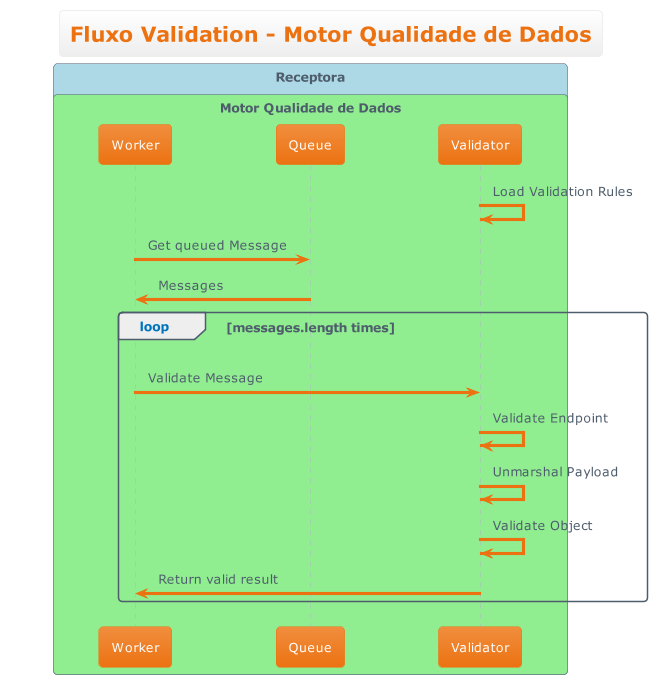 Fluxo Validation - Motor Qualidade de Dados
Receptora
Motor Qualidade de Dados
Worker
Queue
Validator
Load Validation Rules
Get queued Message
Messages
loop
[messages.length times]
Validate Message
Validate Endpoint
Unmarshal Payload
Validate Object
Return valid result
Worker
Queue
Validator